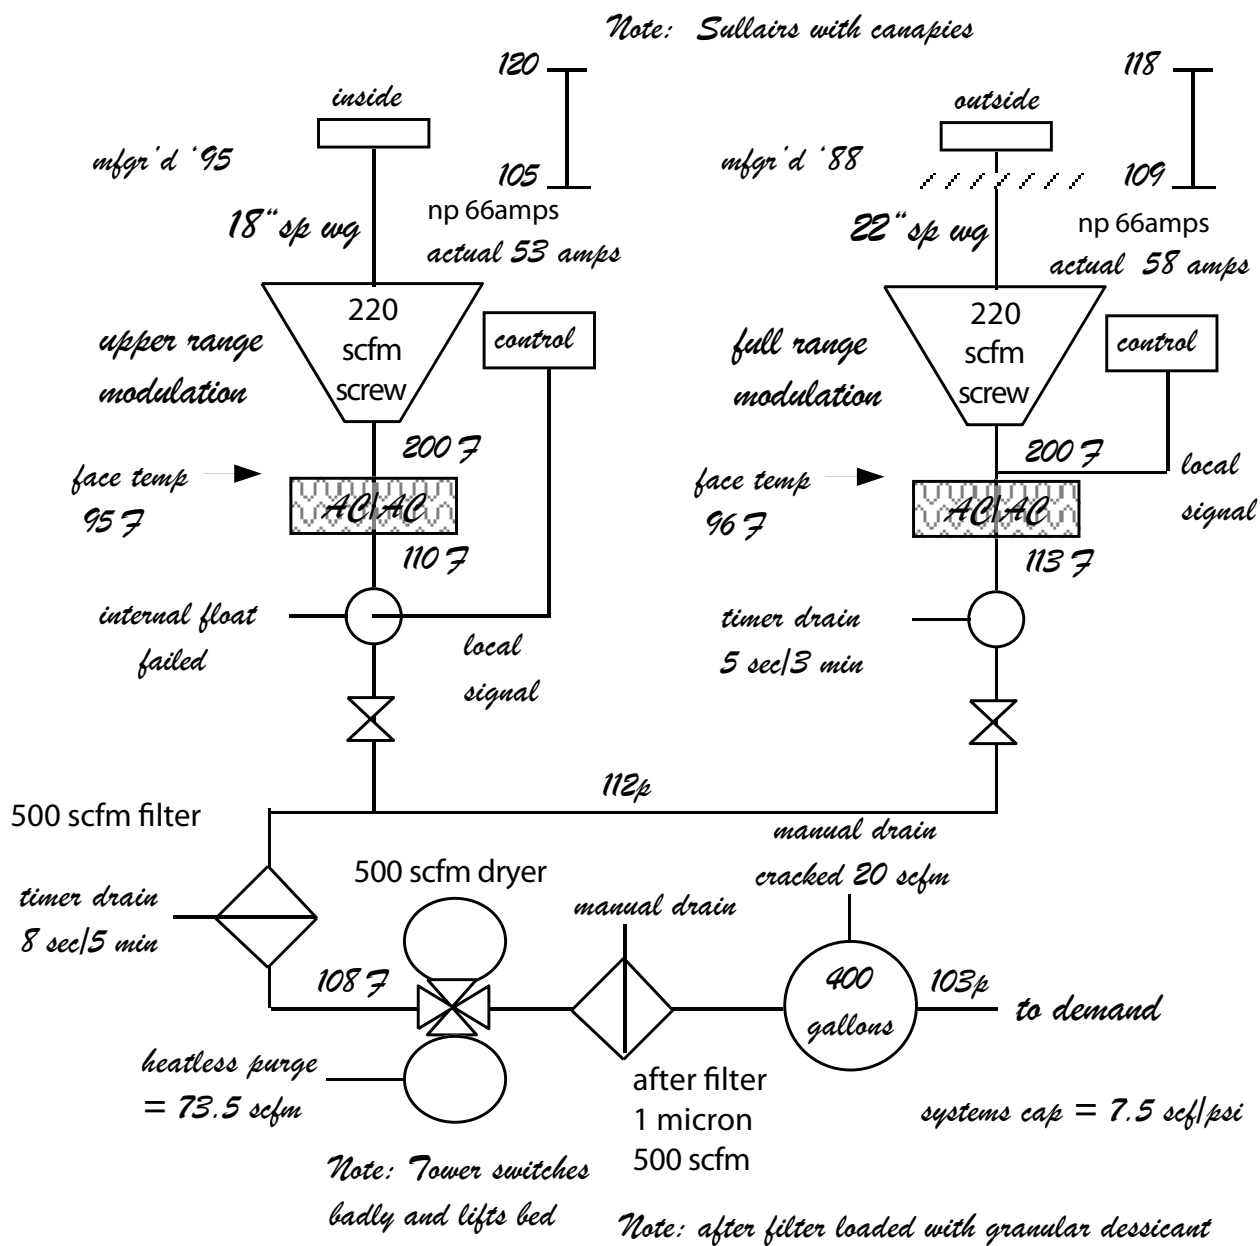 Note: Sullairs with canapies
120
118
inside
outside
mfgr'd '95
105
mfgr'd '88
109
np 66amps
18"sp wg
actual 53 amps
22"sp wg
np 66amps
actual 58 amps
220
scfm
screw
220
scfm
screw
upper range
modulation
control
full range
modulation
control
200 F
200 F
local
signal
face temp
95 F
AC/AC
face temp
96 F
AC/AC
110 F
113 F
internal float
failed
local
signal
timer drain
5 sec/3 min
112p
500 scfm filter
manual drain
cracked 20 scfm
500 scfm dryer
timer drain
8 sec/5 min
manual drain
108 F
400
gallons
103p
to demand
heatless purge
= 73.5 scfm
after filter
1 micron
500 scfm
systems cap = 7.5 scf/psi
Note: Tower switches
badly and lifts bed
Note: after filter loaded with granular dessicant